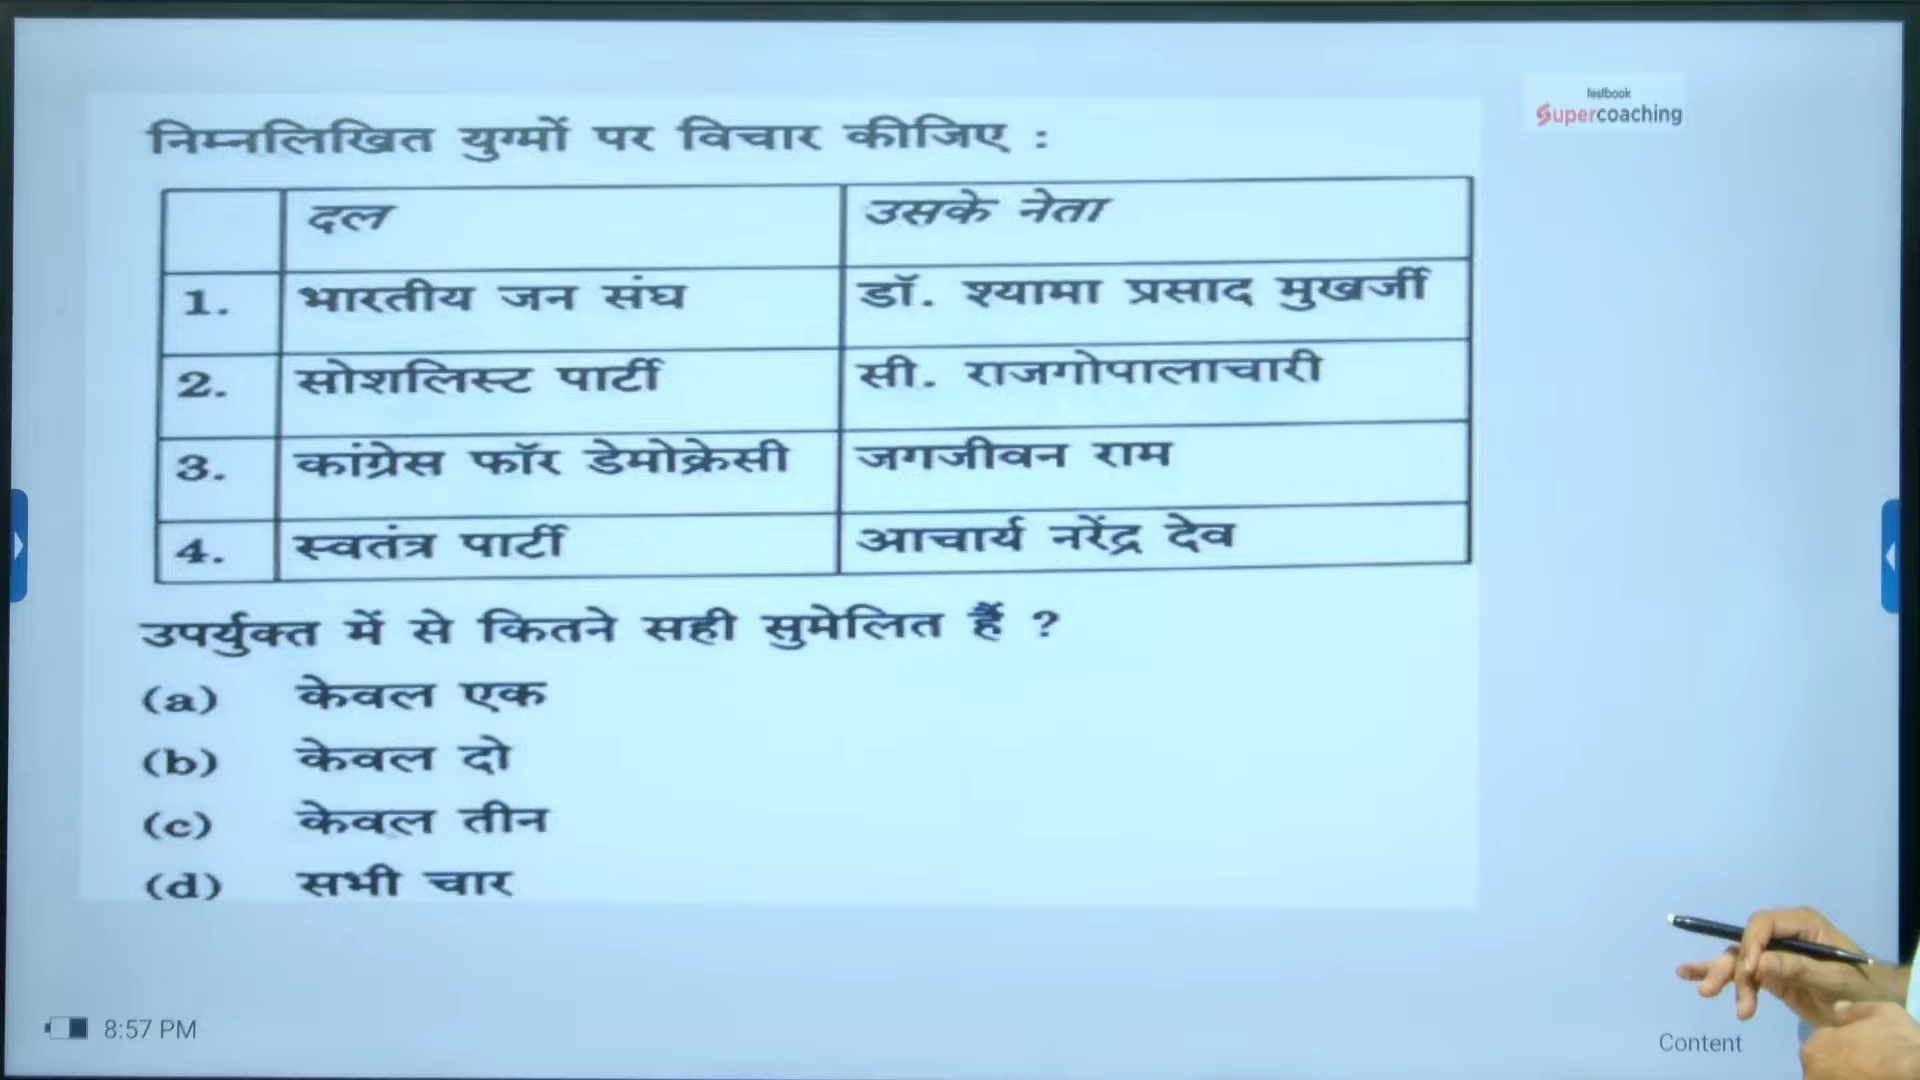 testbook
Supercoaching
निम्नलिखित युग्मों पर विचार कीजिए :
दल उसके नेता
1. भारतीय जन संघ डॉ. श्यामा प्रसाद मुखर्जी
2. सोशलिस्ट पार्टी सी. राजगोपालाचारी
3. कांग्रेस फॉर डेमोक्रेसी जगजीवन राम
4. स्वतंत्र पार्टी आचार्य नरेंद्र देव
उपर्युक्त में से कितने सही सुमेलित हैं ?
(a) केवल एक
(b) केवल दो
(c) केवल तीन
(d) सभी चार
8:57 PM
Content